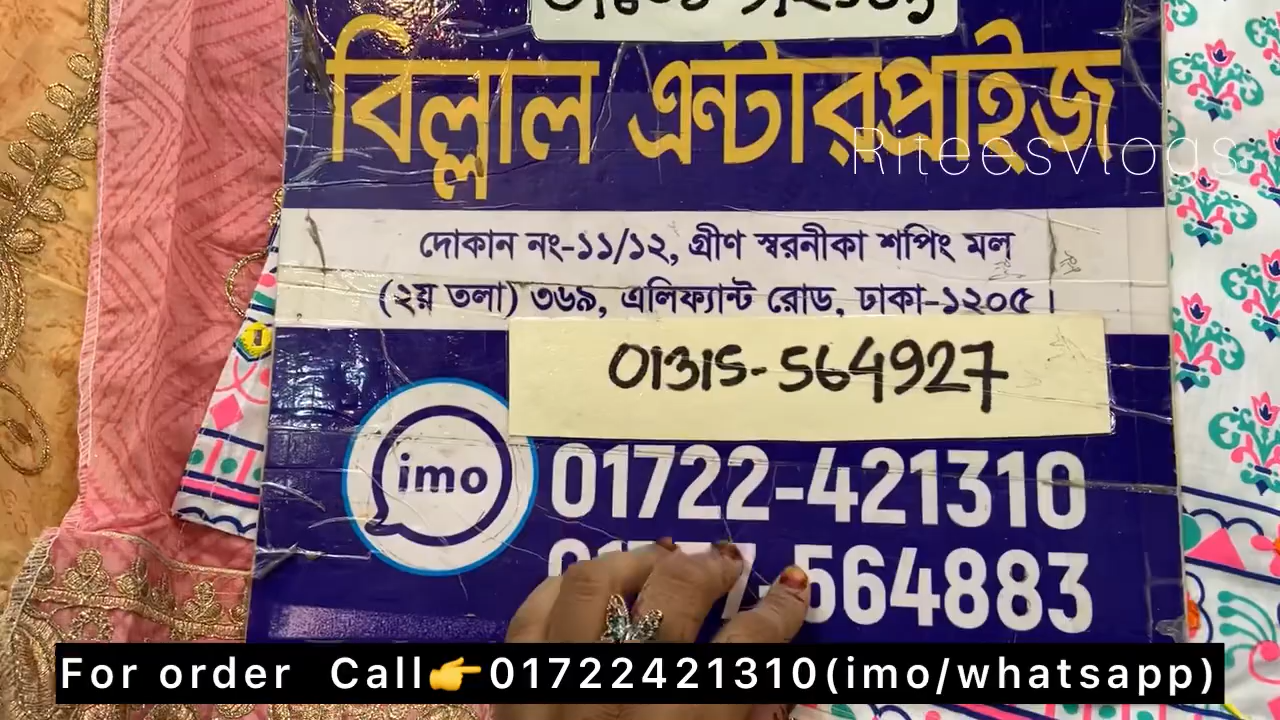 বিল্লাল এন্টারপ্রাইজ
Riteesvlogs
দোকান নং-১১/১২, গ্রীণ স্বরনীকা শপিং মল
(২য় তলা) ৩৬৯, এলিফ্যান্ট রোড, ঢাকা-১২০৫।
01315-564927
imo
01722-421310
564883
For order Call👉01722421310(imo/whatsapp)